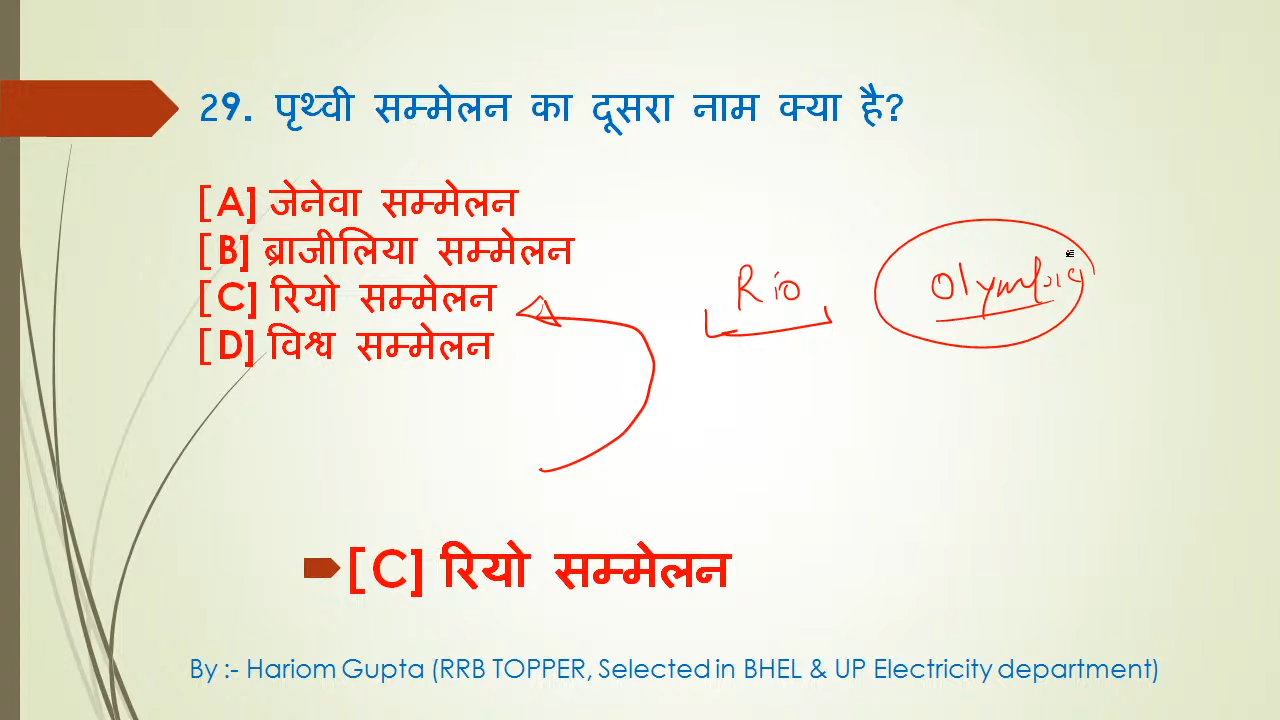 29. पृथ्वी सम्मेलन का दूसरा नाम क्या है?
[A] जेनेवा सम्मेलन
[B] ब्राजीलिया सम्मेलन
[C] रियो सम्मेलन
[D] विश्व सम्मेलन
Rio
[C] रियो सम्मेलन
By :- Hariom Gupta (RRB TOPPER, Selected in BHEL & UP Electricity department)